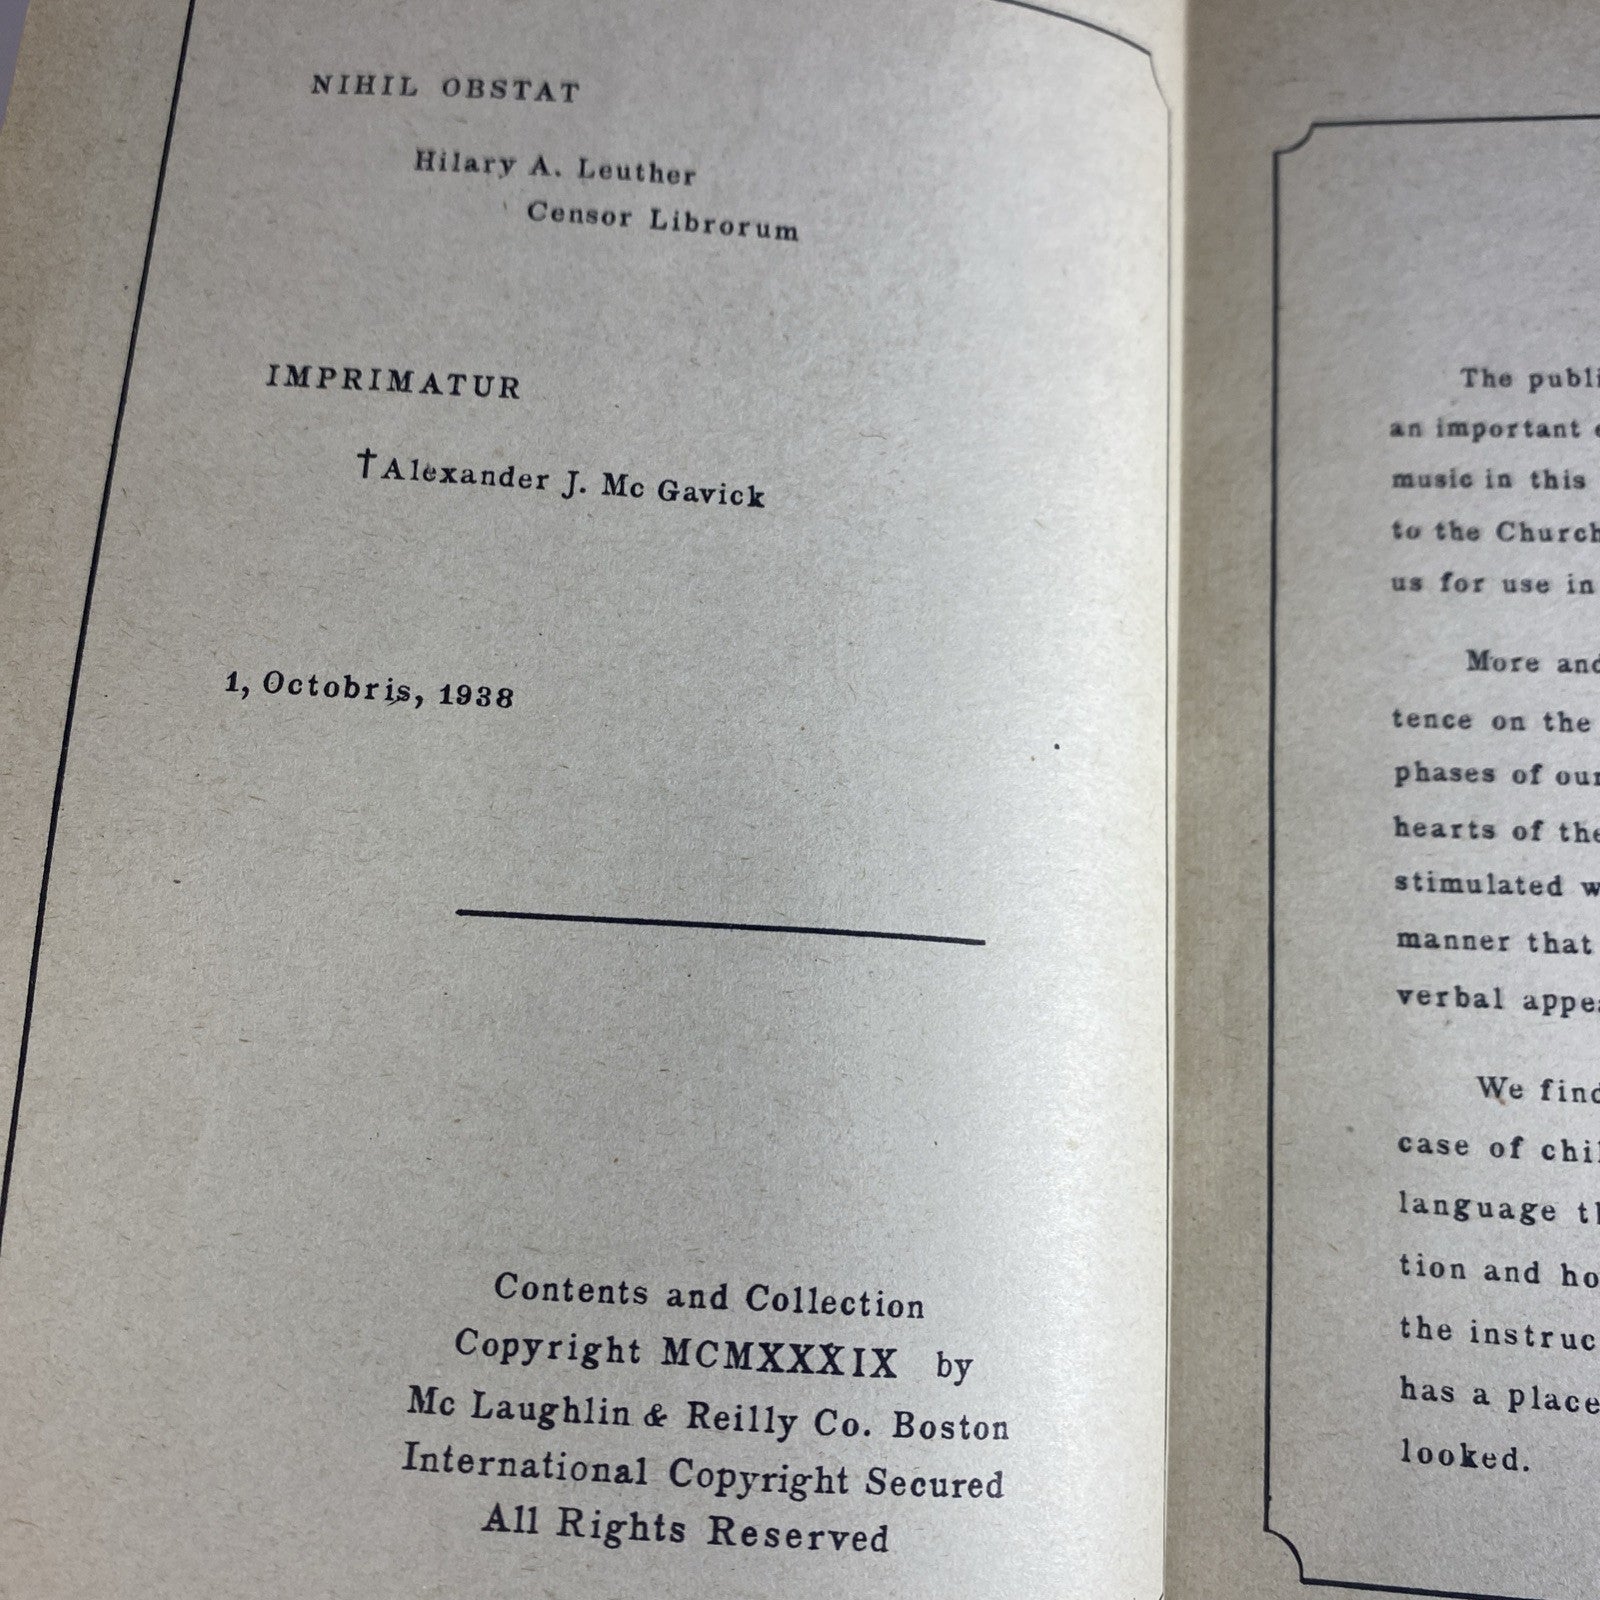 NIHIL OBSTAT
Hilary A. Leuther
Censor Librorum
IMPRIMATUR
†Alexander J. Mc Gavick
1, Octobris, 1938
Contents and Collection
Copyright MCMXXXIX by
Mc Laughlin & Reilly Co. Boston
International Copyright Secured
All Rights Reserved
The publi
an important
music in this
to the Church
us for use in
More and
tence on the
phases of our
hearts of the
stimulated w
manner that
verbal appea
We find
case of chil
language th
tion and ho
the instruc
has a place
looked.